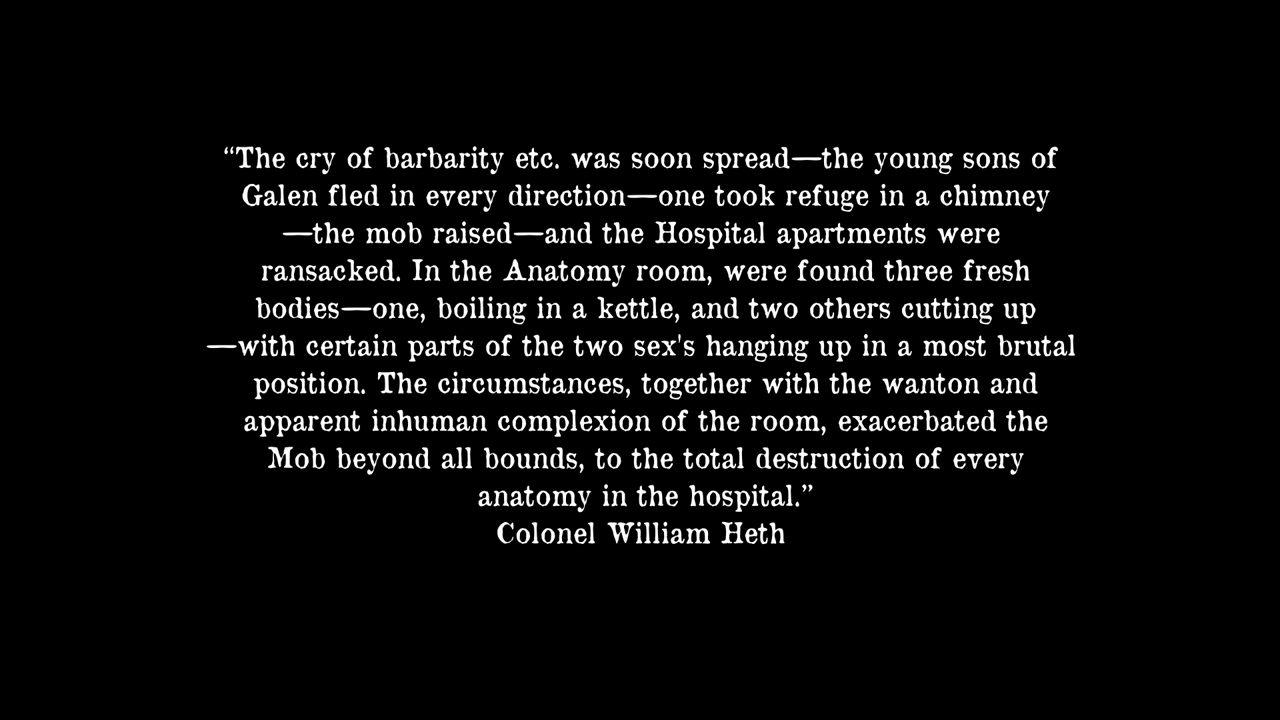 “The cry of barbarity etc. was soon spread—the young sons of
Galen fled in every direction—one took refuge in a chimney
—the mob raised—and the Hospital apartments were
ransacked. In the Anatomy room, were found three fresh
bodies—one, boiling in a kettle, and two others cutting up
—with certain parts of the two sex's hanging up in a most brutal
position. The circumstances, together with the wanton and
apparent inhuman complexion of the room, exacerbated the
Mob beyond all bounds, to the total destruction of every
anatomy in the hospital.”
Colonel William Heth